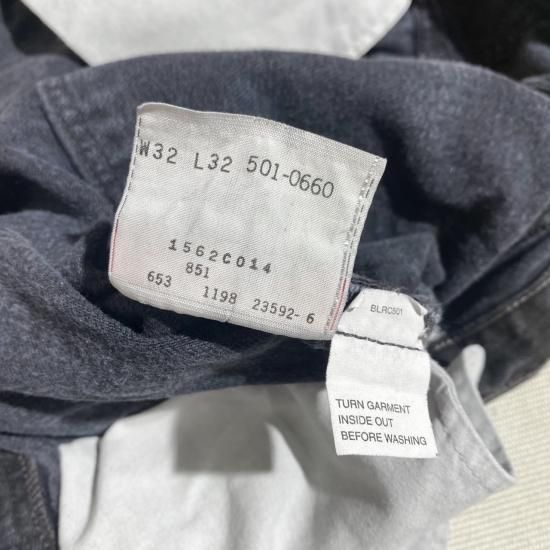 W32 L32 501-0660
1562C014
851
653 1198 23592-6
BLRC501
TURN GARMENT
INSIDE OUT
BEFORE WASHING